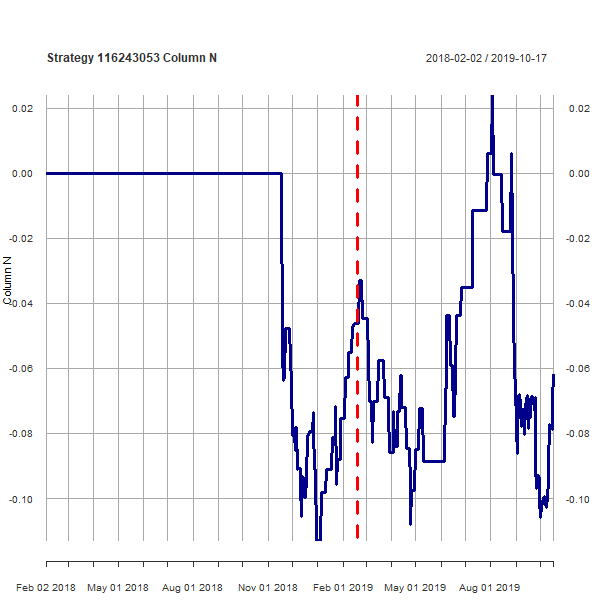 Strategy 116243053 Column N
2018-02-02 / 2019-10-17
0.02 0.02
0.00 0.00
-0.02 -0.02
Column N
-0.04 -0.04
-0.06 -0.06
-0.08 -0.08
-0.10 -0.10
Feb 02 2018 May 01 2018 Aug 01 2018 Nov 01 2018 Feb 01 2019 May 01 2019 Aug 01 2019